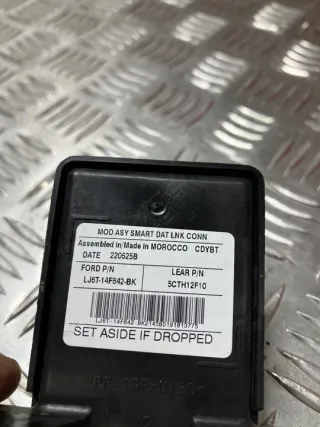 MOD ASY SMART DAT LNK CONN
Assembled in/Made in MOROCCO CDYBT
DATE 220525B
FORD P/N LEAR P/N
LJ6T-14F642-BK 5CTH12F10
SET ASIDE IF DROPPED